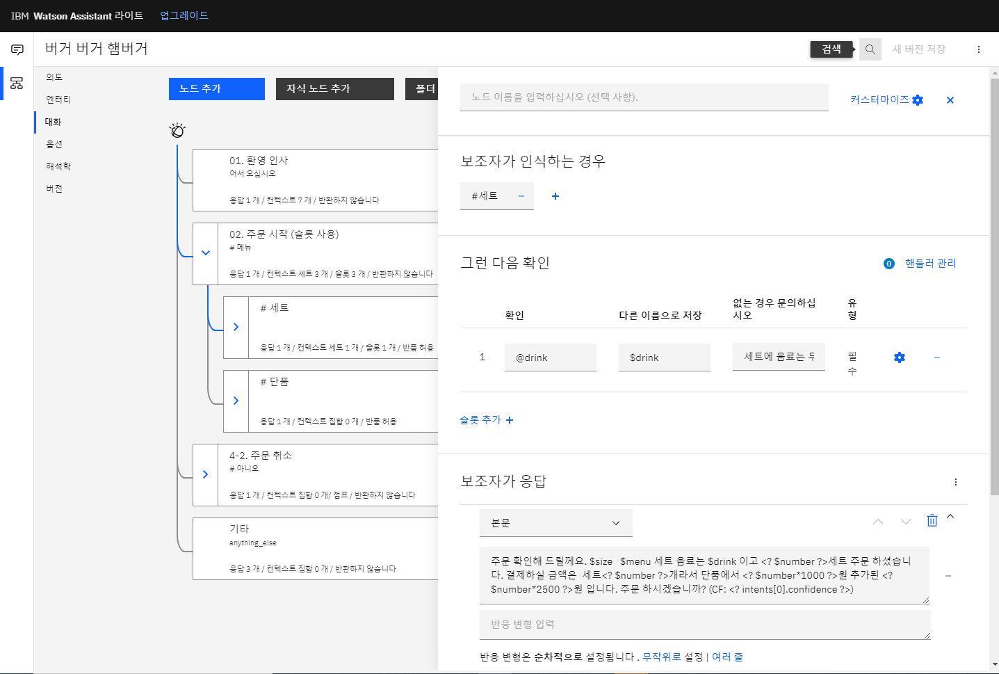 IBM Watson Assistant 라이트 업그레이드
버거 버거 햄버거
검색
새 버전 저장
의도
엔터티
대화
옵션
해석학
버전
노드 추가
자식 노드 추가
폴더
01. 환영 인사
어서 오십시오
응답 1 개 / 컨텍스트 7 개 / 반환하지 않습니다
02. 주문 시작 (슬롯 사용)
# 메뉴
응답 1 개 / 컨텍스트 세트 3 개 / 슬롯 3 개 / 반환하지 않습니다
# 세트
응답 1 개 / 컨텍스트 세트 1 개 / 슬롯 1 개 / 반품 허용
# 단품
응답 1 개 / 컨텍스트 집합 0 개 / 반품 허용
4-2. 주문 취소
# 아니오
응답 1 개 / 컨텍스트 집합 0 개/ 점프 / 반환하지 않습니다
기타
anything_else
응답 3 개 / 컨텍스트 집합 0 개 / 반환하지 않습니다
노드 이름을 입력하십시오 (선택 사항).
커스터마이즈
보조자가 인식하는 경우
#세트
그런 다음 확인
0 핸들러 관리
확인
다른 이름으로 저장
없는 경우 문의하십
시오
유
형
1 @drink $drink 세트에 음료는 무
필
수
슬롯 추가
보조자가 응답
본문
주문 확인해 드릴께요. $size $menu 세트 음료는 $drink 이고 <? $number ?>세트 주문 하셨습니
다. 결제하실 금액은 세트<? $number ?>개라서 단품에서 <? $number*1000 ?>원 추가된 <?
$number*2500 ?>원 입니다. 주문 하시겠습니까? (CF: <? intents[0].confidence ?>)
반응 변형 입력
반응 변형은 순차적으로 설정됩니다 . 무작위로 설정 | 여러 줄